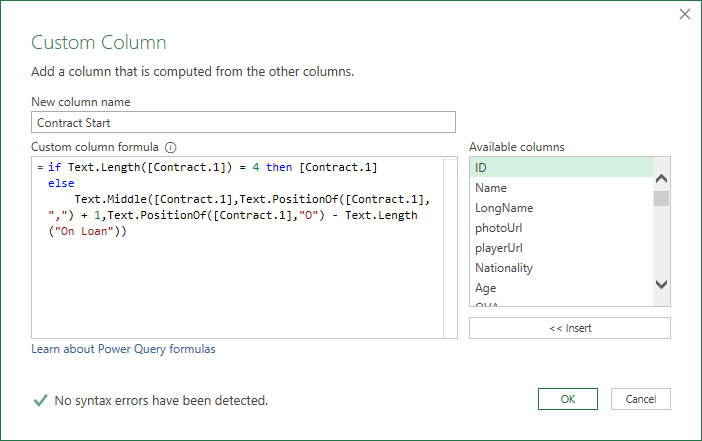 Custom Column
Add a column that is computed from the other columns.
New column name
Contract Start
Custom column formula
= if Text.Length([Contract.1]) = 4 then [Contract.1]
else
Text.Middle([Contract.1],Text.PositionOf([Contract.1],
",") + 1,Text.PositionOf([Contract.1],"O") - Text.Length
("On Loan"))
Available columns
ID
Name
LongName
photoUrl
playerUrl
Nationality
Age
<< Insert
Learn about Power Query formulas
No syntax errors have been detected.
OK
Cancel